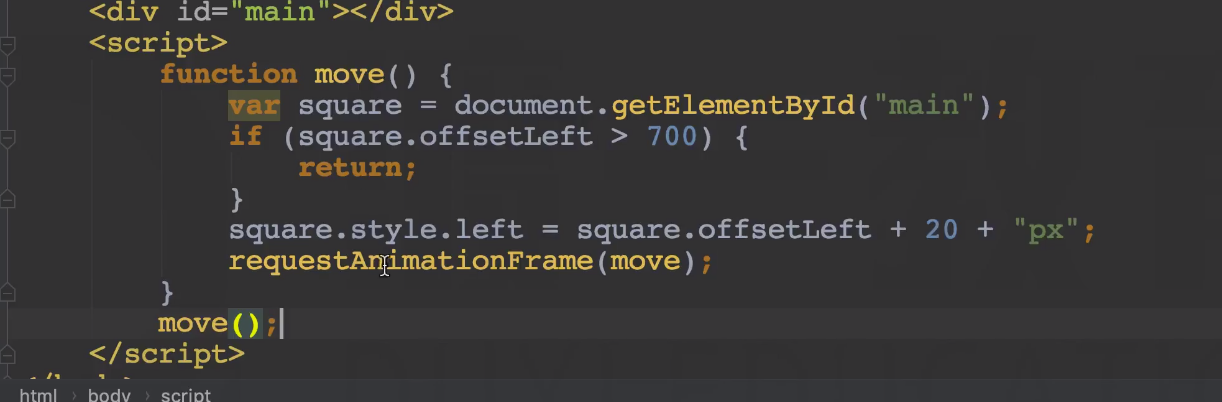 <div id="main"></div>
<script>
function move() {
var square = document.getElementById("main");
if (square.offsetLeft > 700) {
return;
}
square.style.left = square.offsetLeft + 20 + "px";
requestAnimationFrame(move);
}
move();
</script>
html › body › script